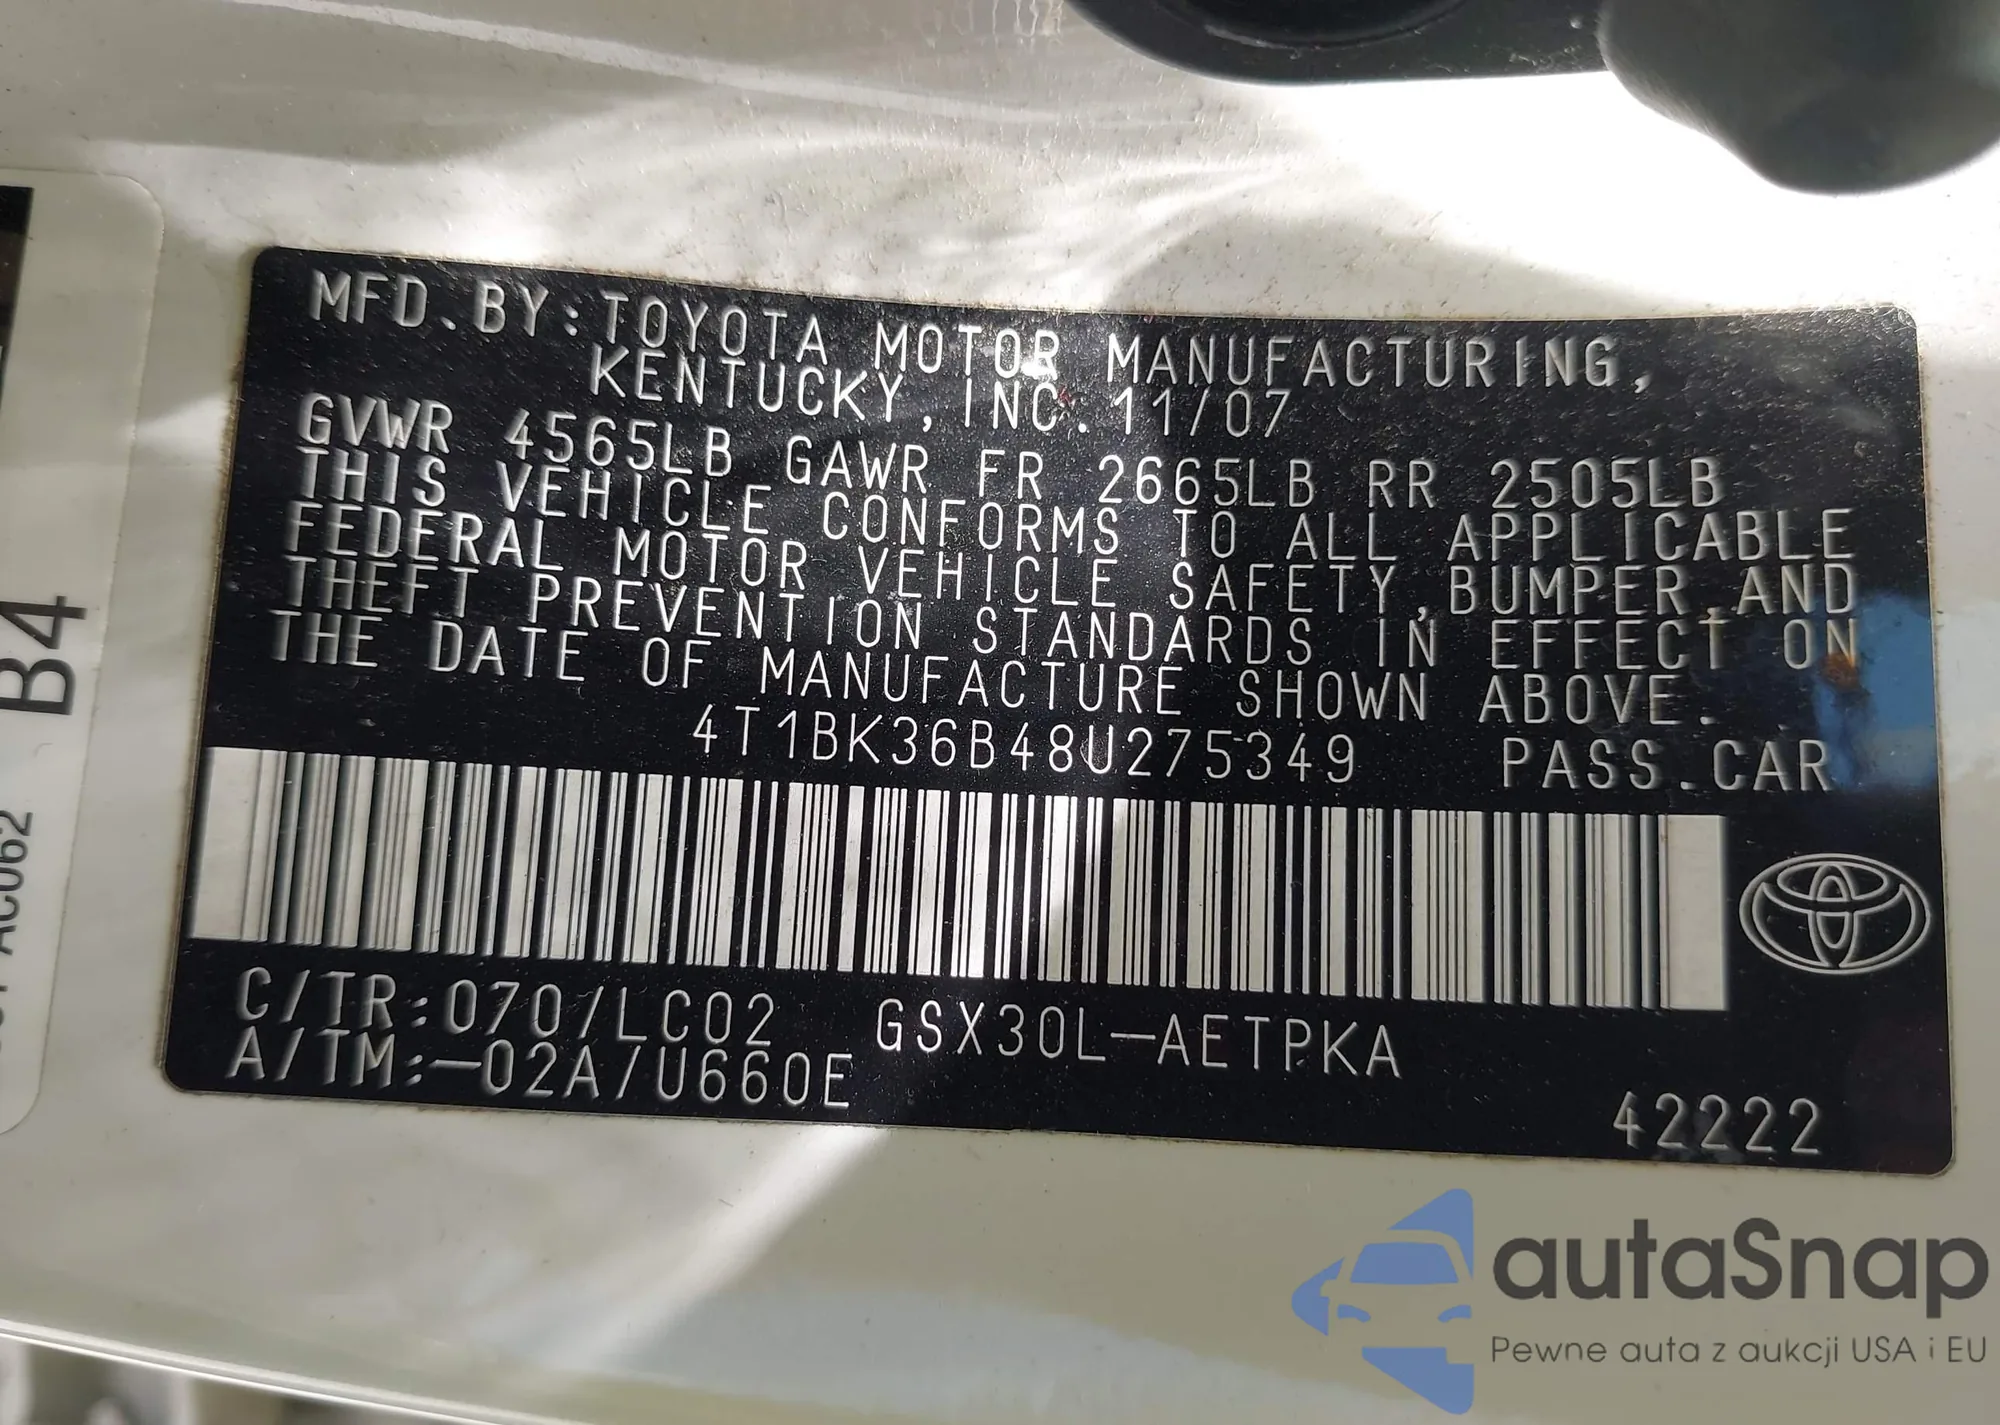 MFD.BY:TOYOTA MOTOR MANUFACTURING,
KENTUCKY,INC. 11/07
GVWR 4565LB GAWR FR 2665LB RR 2505LB
THIS VEHICLE CONFORMS TO ALL APPLICABLE
FEDERAL MOTOR VEHICLE SAFETY,BUMPER,AND
THEFT PREVENTION STANDARDS IN EFFECT ON
THE DATE OF MANUFACTURE SHOWN ABOVE.
4T1BK36B48U275349 PASS.CAR
C/TR:070/LC02 GSX30L-AETPKA
A/TM:-02A/U660E
42222
B4
AC062
autaSnap
Pewne auta z aukcji USA i EU